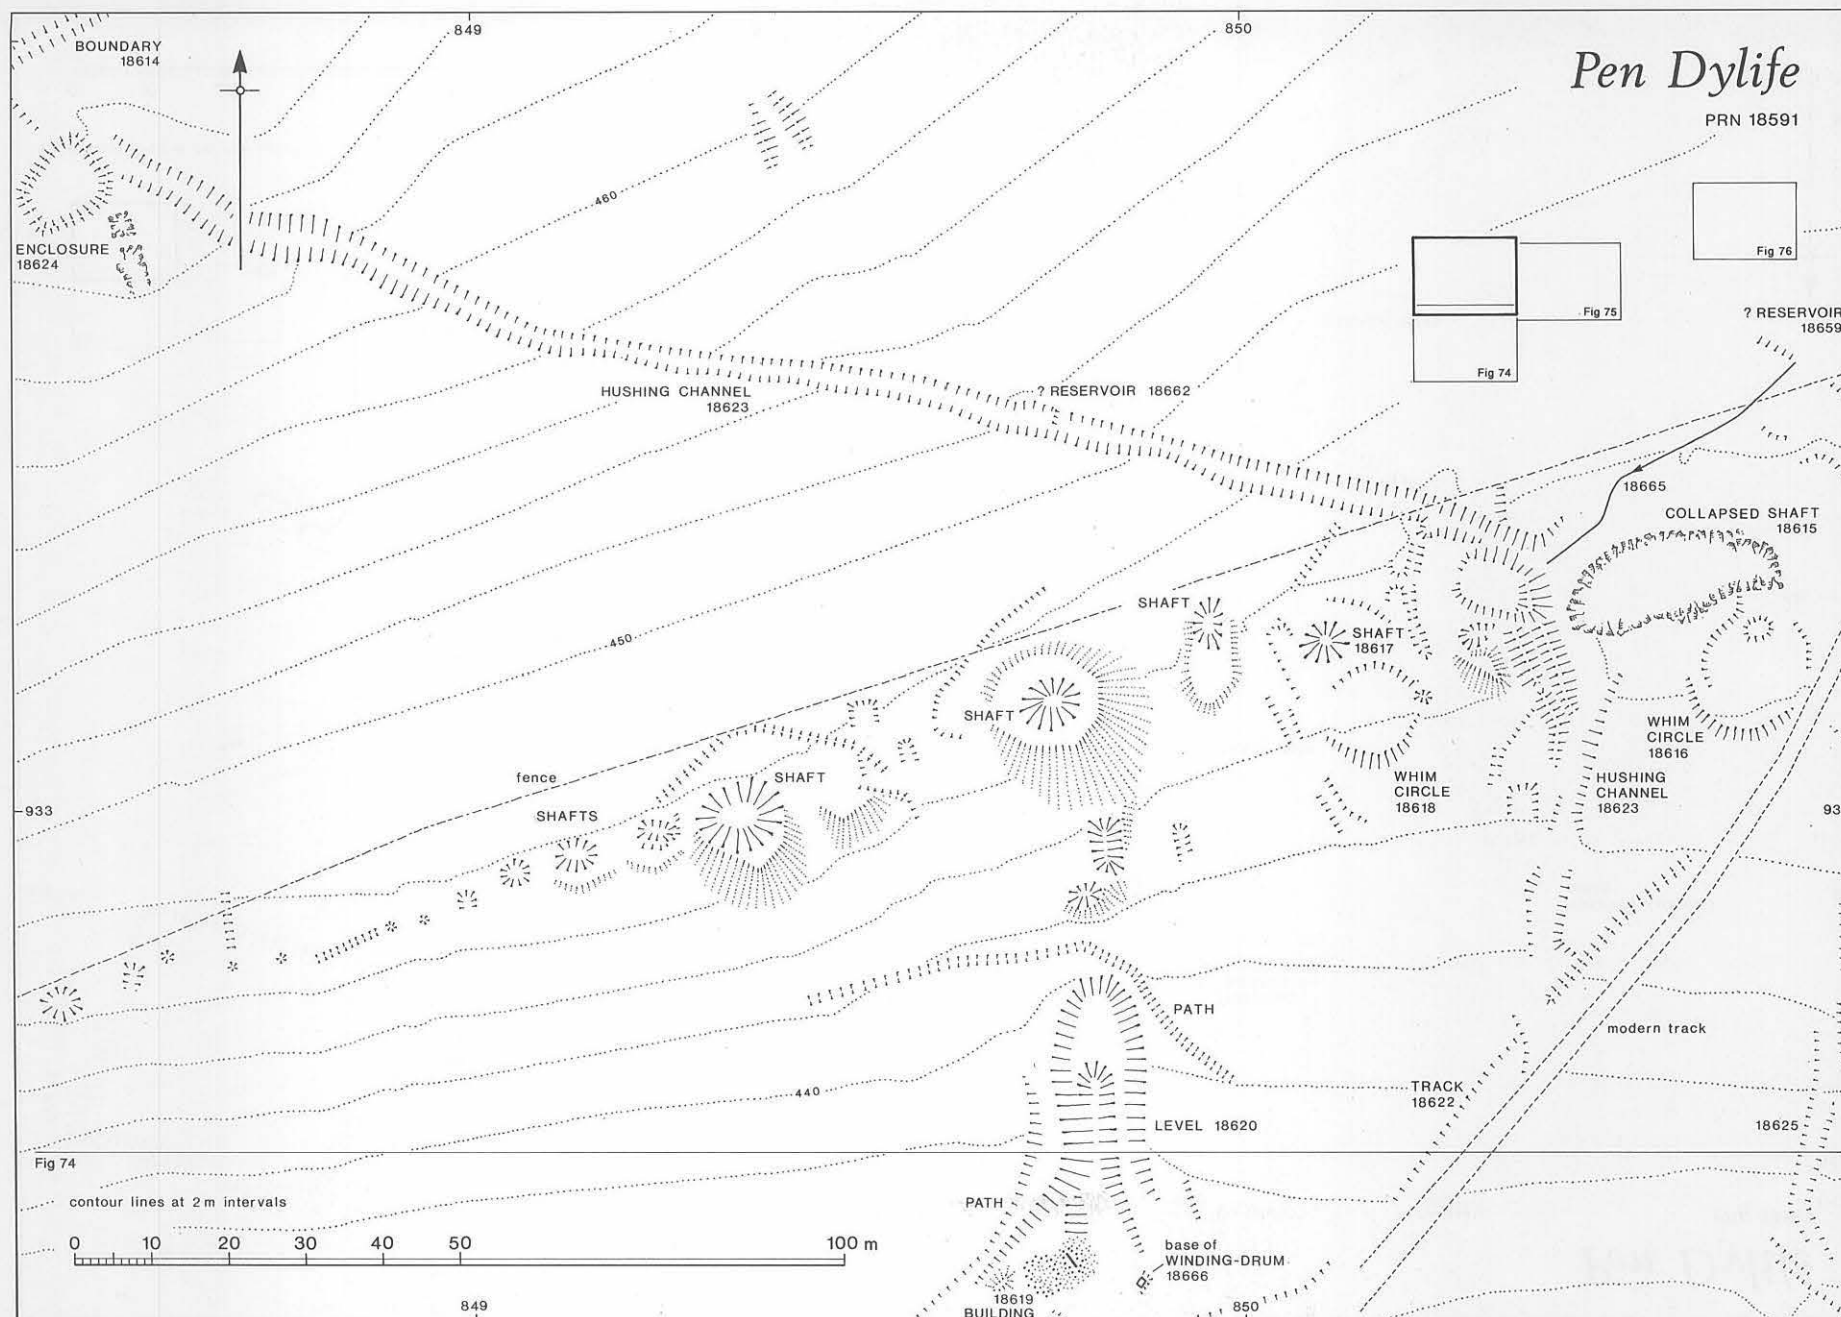 849
850
BOUNDARY
18614
Pen Dylife
PRN 18591
460
ENCLOSURE
18624
Fig 76
Fig 75
Fig 74
? RESERVOIR
18659
HUSHING CHANNEL
18623
? RESERVOIR 18662
18665
COLLAPSED SHAFT
18615
450
SHAFT
SHAFT
18617
SHAFT
WHIM
CIRCLE
18616
fence
SHAFT
WHIM
CIRCLE
18618
HUSHING
CHANNEL
18623
SHAFTS
933
93
PATH
modern track
440
TRACK
18622
LEVEL 18620
18625
Fig 74
contour lines at 2 m intervals
PATH
0 10 20 30 40 50 100 m
base of
WINDING-DRUM
18666
849
18619
BUILDING
850